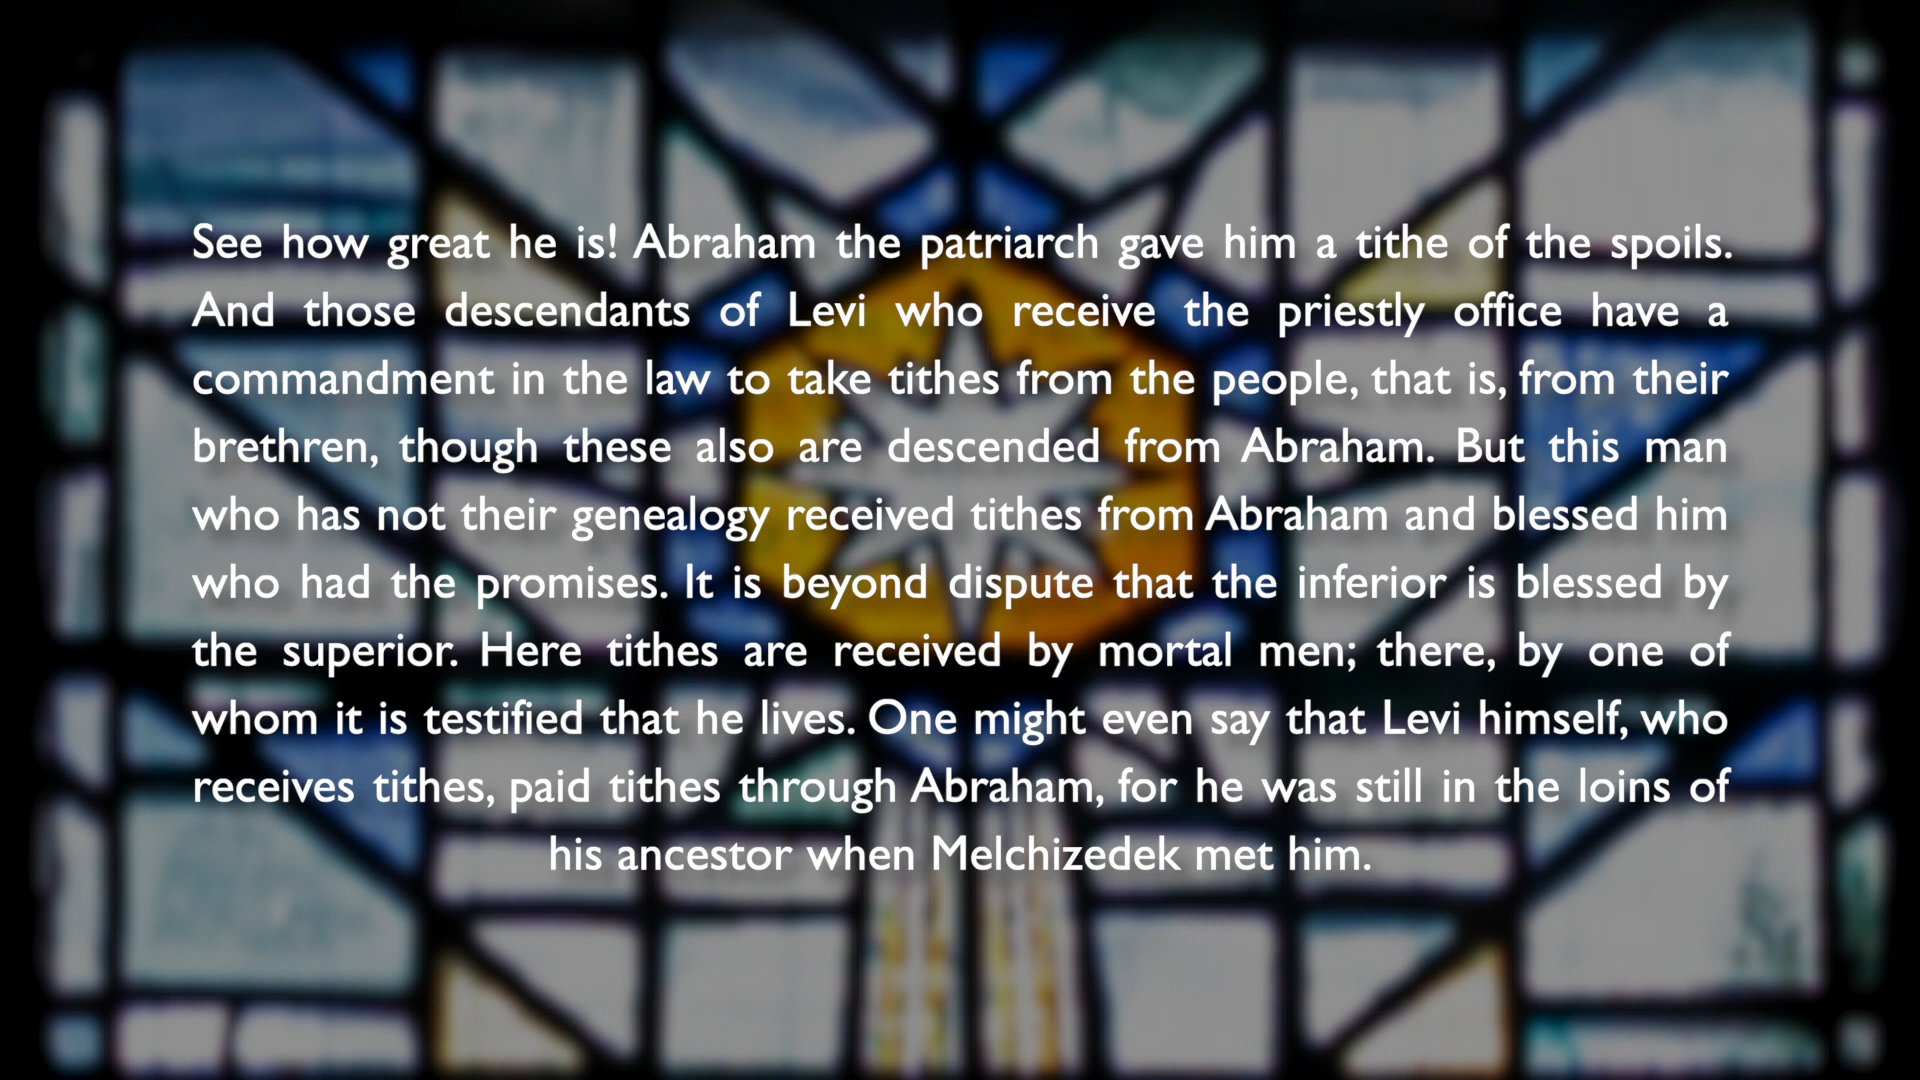 See how great he is! Abraham the patriarch gave him a tithe of the spoils.
And those descendants of Levi who receive the priestly office have a
commandment in the law to take tithes from the people, that is, from their
brethren, though these also are descended from Abraham. But this man
who has not their genealogy received tithes from Abraham and blessed him
who had the promises. It is beyond dispute that the inferior is blessed by
the superior. Here tithes are received by mortal men; there, by one of
whom it is testified that he lives. One might even say that Levi himself, who
receives tithes, paid tithes through Abraham, for he was still in the loins of
his ancestor when Melchizedek met him.